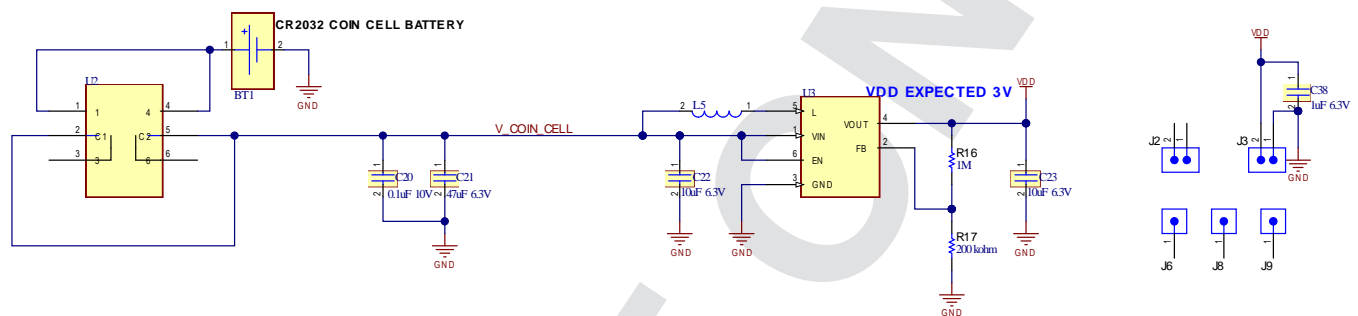 CR2032 COIN CELL BATTERY
+
1
2
BT1
GND
U2
1
1
4
4
2
C1
C2
5
3
3
6
6
V_COIN_CELL
1
C20
0.1uF 10V
2
1
C21
47uF 6.3V
2
GND
2
L5
1
1
C22
10uF 6.3V
2
GND
GND
U3
5
L
1
VIN
6
EN
3
GND
VOUT
4
FB
2
VDD EXPECTED 3V
VDD
R16
1M
R17
200 kohm
GND
1
C23
10uF 6.3V
2
GND
VDD
1
C38
1uF 6.3V
2
GND
J2
2
1
J3
2
1
1
J6
1
J8
1
J9